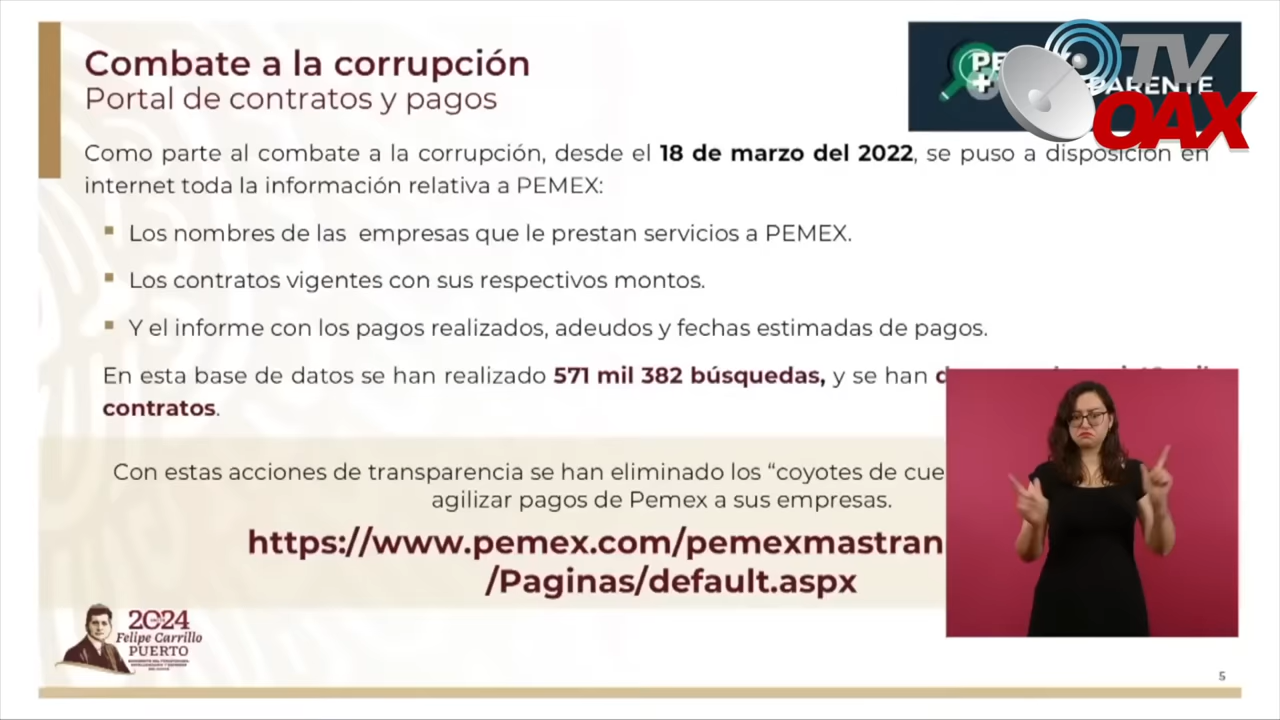 Combate a la corrupción
Portal de contratos y pagos
TV
OAX
PARENTE
Como parte al combate a la corrupción, desde el 18 de marzo del 2022, se puso a disposición en
internet toda la información relativa a PEMEX:
Los nombres de las empresas que le prestan servicios a PEMEX.
Los contratos vigentes con sus respectivos montos.
Y el informe con los pagos realizados, adeudos y fechas estimadas de pagos.
En esta base de datos se han realizado 571 mil 382 búsquedas, y se han
contratos.
Con estas acciones de transparencia se han eliminado los “coyotes de cue
agilizar pagos de Pemex a sus empresas.
https://www.pemex.com/pemexmastran
/Paginas/default.aspx
2024
Felipe Carrillo
PUERTO
5